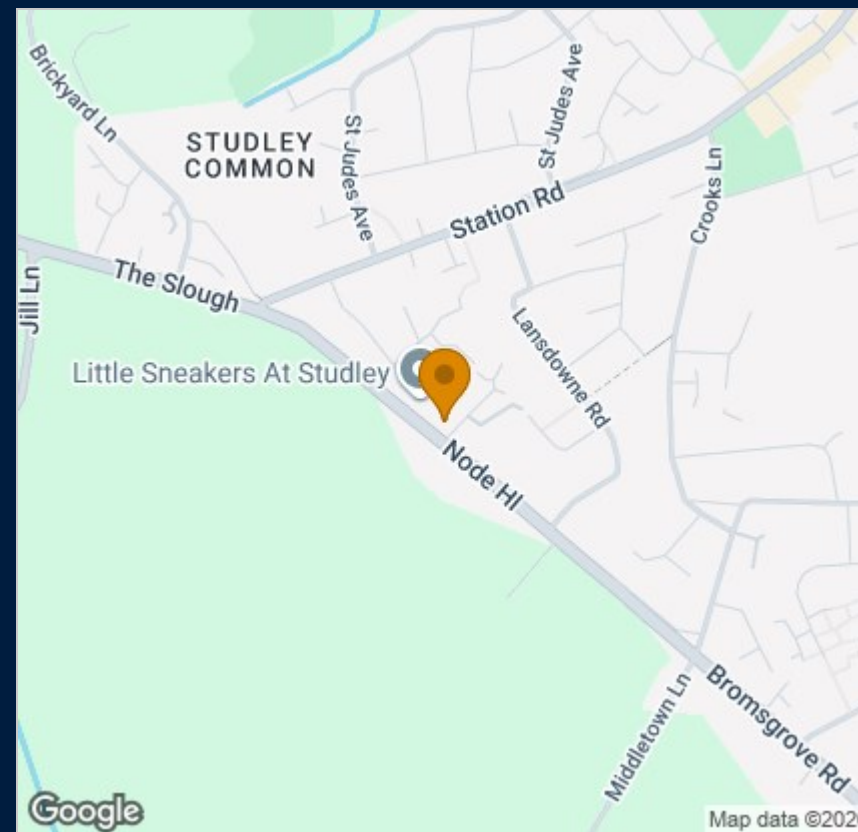 Brickyard Ln
STUDLEY
COMMON
St Judes Ave
St Judes Ave
Station Rd
Crooks Ln
The Slough
Jill Ln
Lansdowne Rd
Little Sneakers At Studley
Node Hl
Middletown Ln
Bromsgrove Rd
Google
Map data ©2026